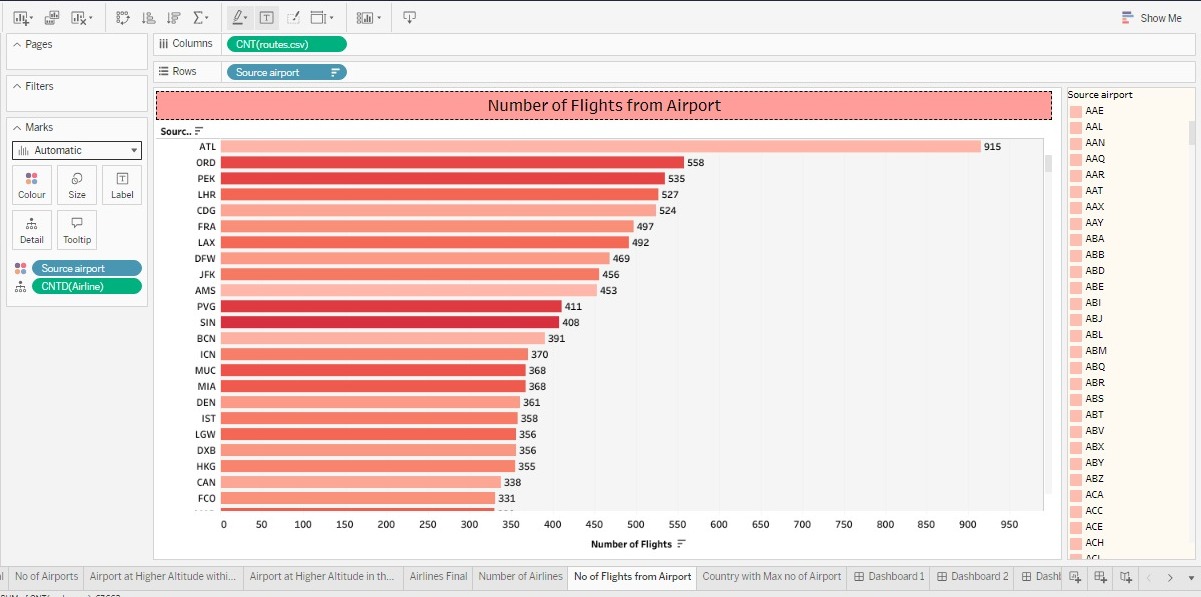 Show Me
Pages
Columns
CNT(routes.csv)
Rows
Source airport
Filters
Marks
Automatic
Colour
Size
Label
Detail
Tooltip
Source airport
CNTD(Airline)
Number of Flights from Airport
Sourc..
ATL 915
ORD 558
PEK 535
LHR 527
CDG 524
FRA 497
LAX 492
DFW 469
JFK 456
AMS 453
PVG 411
SIN 408
BCN 391
ICN 370
MUC 368
MIA 368
DEN 361
IST 358
LGW 356
DXB 356
HKG 355
CAN 338
FCO 331
0 50 100 150 200 250 300 350 400 450 500 550 600 650 700 750 800 850 900 950
Number of Flights
Source airport
AAE
AAL
AAN
AAQ
AAR
AAT
AAX
AAY
ABA
ABB
ABD
ABE
ABI
ABJ
ABL
ABM
ABQ
ABR
ABS
ABT
ABV
ABX
ABY
ABZ
ACA
ACC
ACE
ACH
No of Airports
Airport at Higher Altitude withi...
Airport at Higher Altitude in th...
Airlines Final
Number of Airlines
No of Flights from Airport
Country with Max no of Airport
Dashboard 1
Dashboard 2